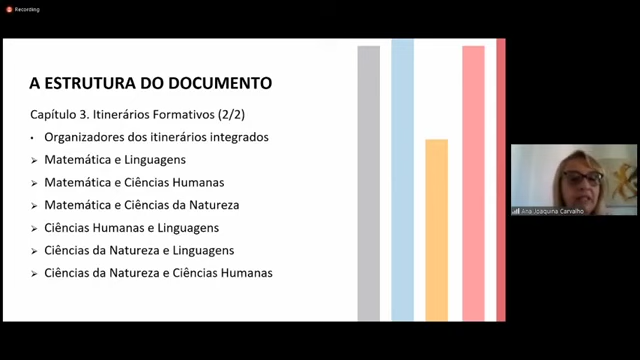 Recording
A ESTRUTURA DO DOCUMENTO
Capítulo 3. Itinerários Formativos (2/2)
• Organizadores dos itinerários integrados
➢ Matemática e Linguagens
➢ Matemática e Ciências Humanas
➢ Matemática e Ciências da Natureza
➢ Ciências Humanas e Linguagens
➢ Ciências da Natureza e Linguagens
➢ Ciências da Natureza e Ciências Humanas
Ana Joaquina Carvalho